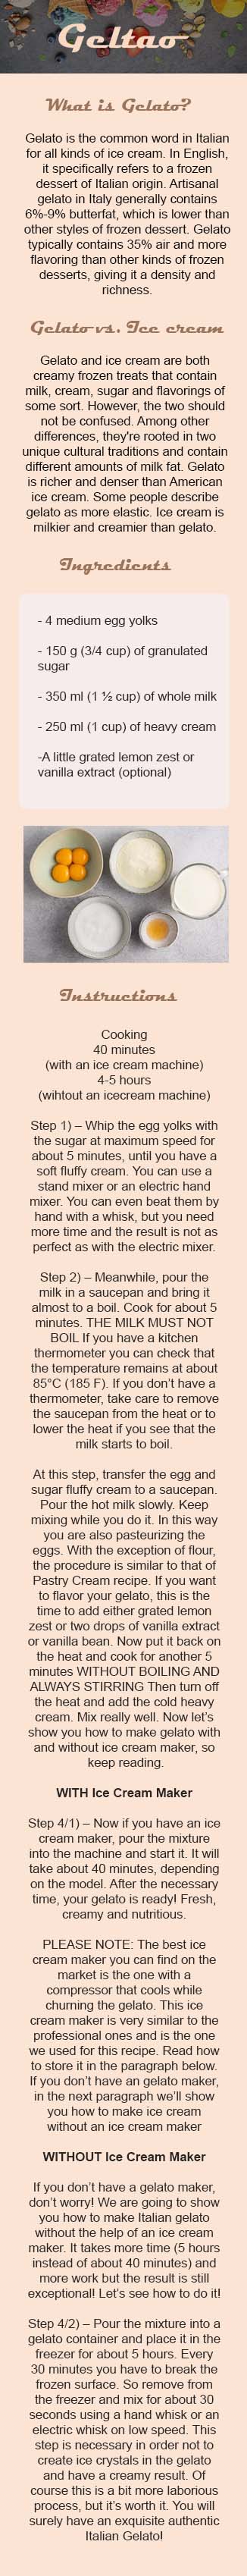 Geltao
What is Gelato?
Gelato is the common word in Italian
for all kinds of ice cream. In English,
it specifically refers to a frozen
dessert of Italian origin. Artisanal
gelato in Italy generally contains
6%-9% butterfat, which is lower than
other styles of frozen dessert. Gelato
typically contains 35% air and more
flavoring than other kinds of frozen
desserts, giving it a density and
richness.
Gelato vs. Ice cream
Gelato and ice cream are both
creamy frozen treats that contain
milk, cream, sugar and flavorings of
some sort. However, the two should
not be confused. Among other
differences, they're rooted in two
unique cultural traditions and contain
different amounts of milk fat. Gelato
is richer and denser than American
ice cream. Some people describe
gelato as more elastic. Ice cream is
milkier and creamier than gelato.
Ingredients
- 4 medium egg yolks
- 150 g (3/4 cup) of granulated
sugar
- 350 ml (1 ½ cup) of whole milk
- 250 ml (1 cup) of heavy cream
-A little grated lemon zest or
vanilla extract (optional)
Instructions
Cooking
40 minutes
(with an ice cream machine)
4-5 hours
(wihtout an icecream machine)
Step 1) – Whip the egg yolks with
the sugar at maximum speed for
about 5 minutes, until you have a
soft fluffy cream. You can use a
stand mixer or an electric hand
mixer. You can even beat them by
hand with a whisk, but you need
more time and the result is not as
perfect as with the electric mixer.
Step 2) – Meanwhile, pour the
milk in a saucepan and bring it
almost to a boil. Cook for about 5
minutes. THE MILK MUST NOT
BOIL If you have a kitchen
thermometer you can check that
the temperature remains at about
85°C (185 F). If you don’t have a
thermometer, take care to remove
the saucepan from the heat or to
lower the heat if you see that the
milk starts to boil.
At this step, transfer the egg and
sugar fluffy cream to a saucepan.
Pour the hot milk slowly. Keep
mixing while you do it. In this way
you are also pasteurizing the
eggs. With the exception of flour,
the procedure is similar to that of
Pastry Cream recipe. If you want
to flavor your gelato, this is the
time to add either grated lemon
zest or two drops of vanilla extract
or vanilla bean. Now put it back on
the heat and cook for another 5
minutes WITHOUT BOILING AND
ALWAYS STIRRING Then turn off
the heat and add the cold heavy
cream. Mix really well. Now let’s
show you how to make gelato with
and without ice cream maker, so
keep reading.
WITH Ice Cream Maker
Step 4/1) – Now if you have an ice
cream maker, pour the mixture
into the machine and start it. It will
take about 40 minutes, depending
on the model. After the necessary
time, your gelato is ready! Fresh,
creamy and nutritious.
PLEASE NOTE: The best ice
cream maker you can find on the
market is the one with a
compressor that cools while
churning the gelato. This ice
cream maker is very similar to the
professional ones and is the one
we used for this recipe. Read how
to store it in the paragraph below.
If you don’t have an gelato maker,
in the next paragraph we’ll show
you how to make ice cream
without an ice cream maker
WITHOUT Ice Cream Maker
If you don’t have a gelato maker,
don’t worry! We are going to show
you how to make Italian gelato
without the help of an ice cream
maker. It takes more time (5 hours
instead of about 40 minutes) and
more work but the result is still
exceptional! Let’s see how to do it!
Step 4/2) – Pour the mixture into a
gelato container and place it in the
freezer for about 5 hours. Every
30 minutes you have to break the
frozen surface. So remove from
the freezer and mix for about 30
seconds using a hand whisk or an
electric whisk on low speed. This
step is necessary in order not to
create ice crystals in the gelato
and have a creamy result. Of
course this is a bit more laborious
process, but it’s worth it. You will
surely have an exquisite authentic
Italian Gelato!